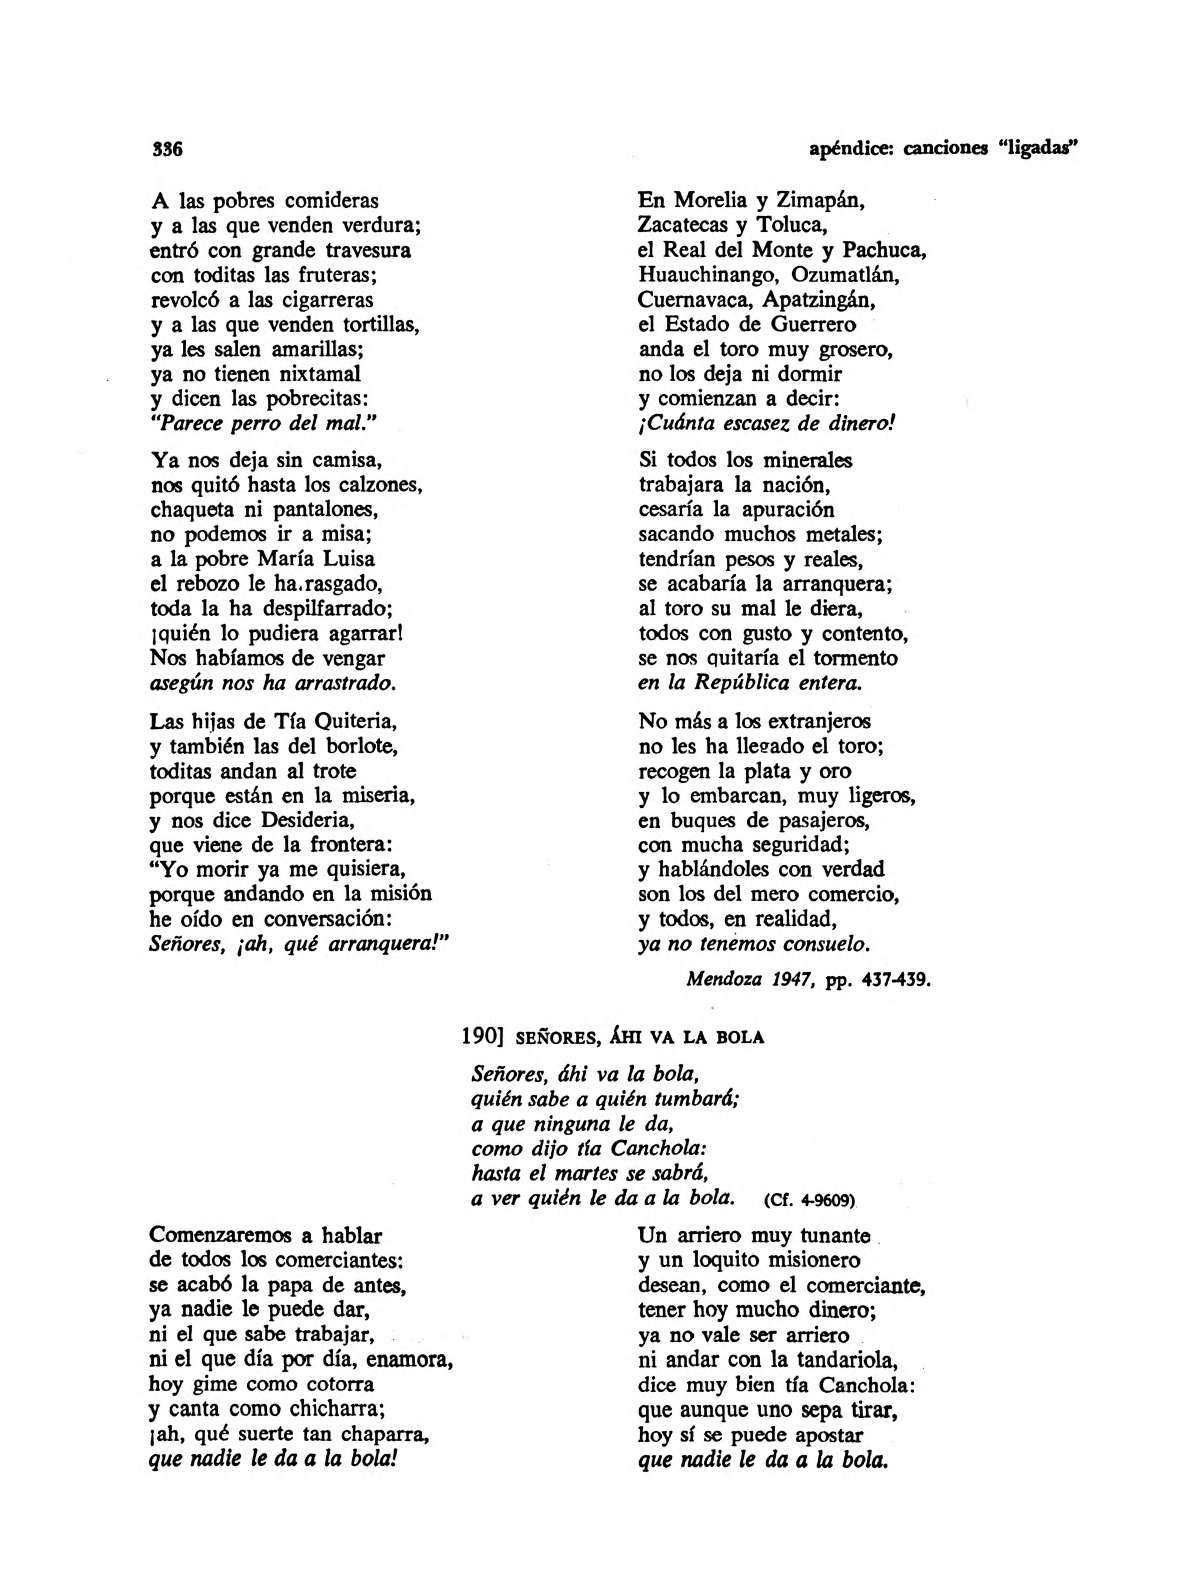 336
apéndice: canciones “ligadas”
A las pobres comideras
y a las que venden verdura;
entró con grande travesura
con toditas las fruteras;
revolcó a las cigarreras
y a las que venden tortillas,
ya les salen amarillas;
ya no tienen nixtamal
y dicen las pobrecitas:
“Parece perro del mal.”
Ya nos deja sin camisa,
nos quitó hasta los calzones,
chaqueta ni pantalones,
no podemos ir a misa;
a la pobre María Luisa
el rebozo le ha rasgado,
toda la ha despilfarrado;
¡quién lo pudiera agarrar!
Nos habíamos de vengar
asegún nos ha arrastrado.
Las hijas de Tía Quiteria,
y también las del borlote,
toditas andan al trote
porque están en la miseria,
y nos dice Desideria,
que viene de la frontera:
“Yo morir ya me quisiera,
porque andando en la misión
he oído en conversación:
Señores, ¡ah, qué arranquera!”
En Morelia y Zimapán,
Zacatecas y Toluca,
el Real del Monte y Pachuca,
Huauchinango, Ozumatlán,
Cuernavaca, Apatzingán,
el Estado de Guerrero
anda el toro muy grosero,
no los deja ni dormir
y comienzan a decir:
¡Cuánta escasez de dinero!
Si todos los minerales
trabajara la nación,
cesaría la apuración
sacando muchos metales;
tendrían pesos y reales,
se acabaría la arranquera;
al toro su mal le diera,
todos con gusto y contento,
se nos quitaría el tormento
en la República entera.
No más a los extranjeros
no les ha llegado el toro;
recogen la plata y oro
y lo embarcan, muy ligeros,
en buques de pasajeros,
con mucha seguridad;
y hablándoles con verdad
son los del mero comercio,
y todos, en realidad,
ya no tenemos consuelo.
Mendoza 1947, pp. 437-439.
190] SEÑORES, ÁHI VA LA BOLA
Señores, áhi va la bola,
quién sabe a quién tumbará;
a que ninguna le da,
como dijo tía Canchola:
hasta el martes se sabrá,
a ver quién le da a la bola. (Cf. 4-9609)
Comenzaremos a hablar
de todos los comerciantes:
se acabó la papa de antes,
ya nadie le puede dar,
ni el que sabe trabajar,
ni el que día por día, enamora,
hoy gime como cotorra
y canta como chicharra;
¡ah, qué suerte tan chaparra,
que nadie le da a la bola!
Un arriero muy tunante
y un loquito misionero
desean, como el comerciante,
tener hoy mucho dinero;
ya no vale ser arriero
ni andar con la tandariola,
dice muy bien tía Canchola:
que aunque uno sepa tirar,
hoy sí se puede apostar
que nadie le da a la bola.